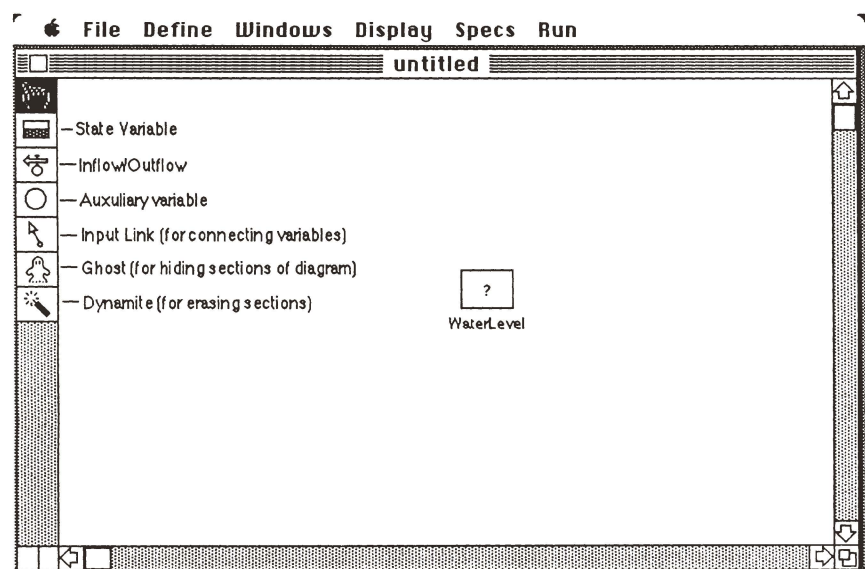 File Define Windows Display Specs Run
untitled
State Variable
Inflow/Outflow
Auxuliary variable
Input Link (for connecting variables)
Ghost (for hiding sections of diagram)
Dynamite (for erasing sections)
?
WaterLevel